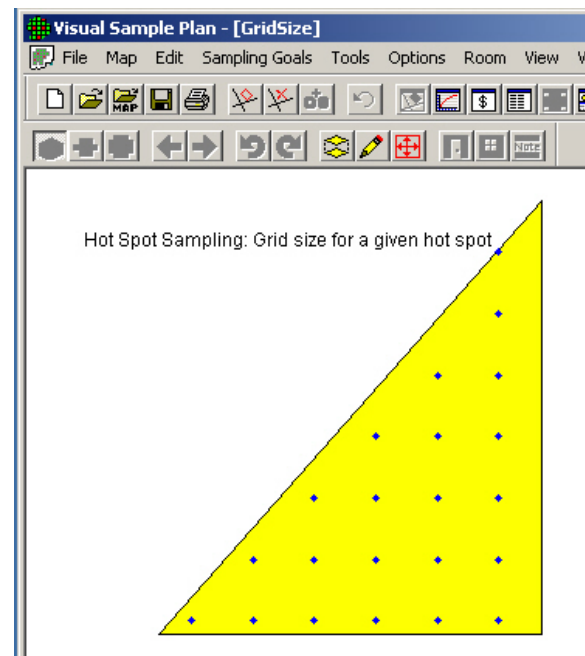 Visual Sample Plan - [GridSize]
File Map Edit Sampling Goals Tools Options Room View
MAP $
Note
Hot Spot Sampling: Grid size for a given hot spot